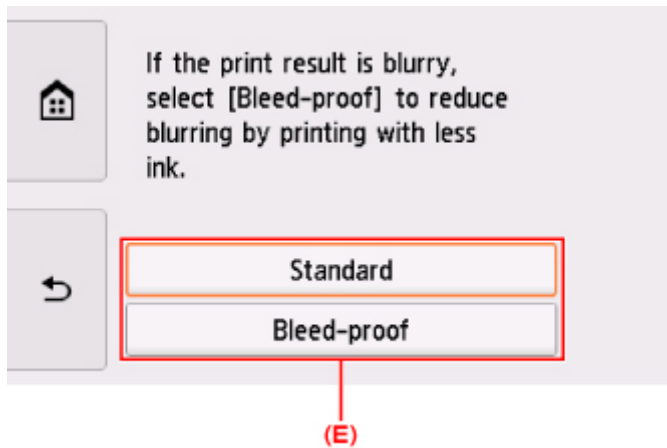 If the print result is blurry,
select [Bleed-proof] to reduce
blurring by printing with less
ink.
Standard
Bleed-proof
(E)